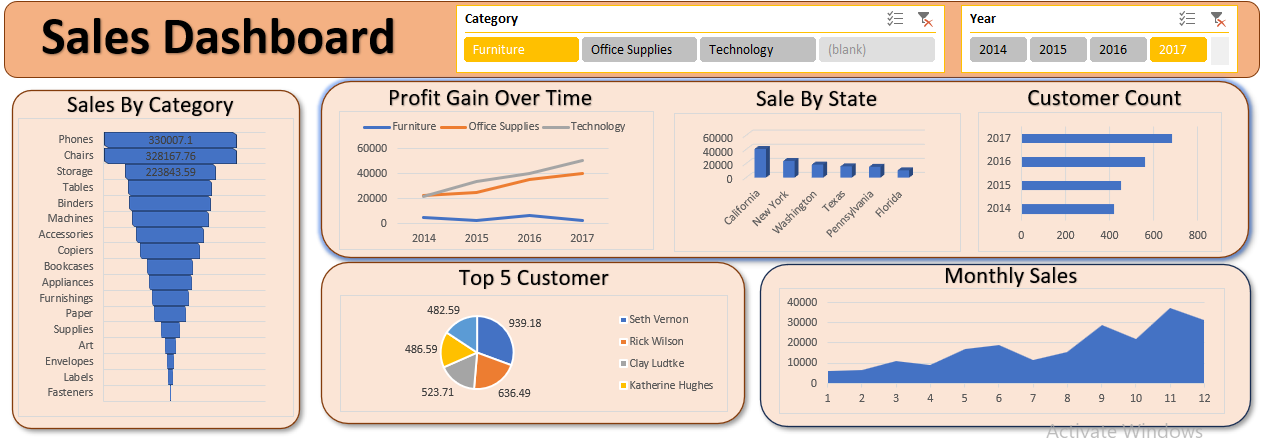 Sales Dashboard
Category
Furniture
Office Supplies
Technology
(blank)
Year
2014
2015
2016
2017
Sales By Category
Phones
330007.1
Chairs
328167.76
Storage
223843.59
Tables
Binders
Machines
Accessories
Copiers
Bookcases
Appliances
Furnishings
Paper
Supplies
Art
Envelopes
Labels
Fasteners
Profit Gain Over Time
Furniture
Office Supplies
Technology
60000
40000
20000
0
2014 2015 2016 2017
Sale By State
60000
40000
20000
0
California
New York
Washington
Texas
Pennsylvania
Florida
Customer Count
2017
2016
2015
2014
0 200 400 600 800
Top 5 Customer
482.59
939.18
486.59
523.71
636.49
Seth Vernon
Rick Wilson
Clay Ludtke
Katherine Hughes
Monthly Sales
40000
30000
20000
10000
0
1 2 3 4 5 6 7 8 9 10 11 12
Activate Windows